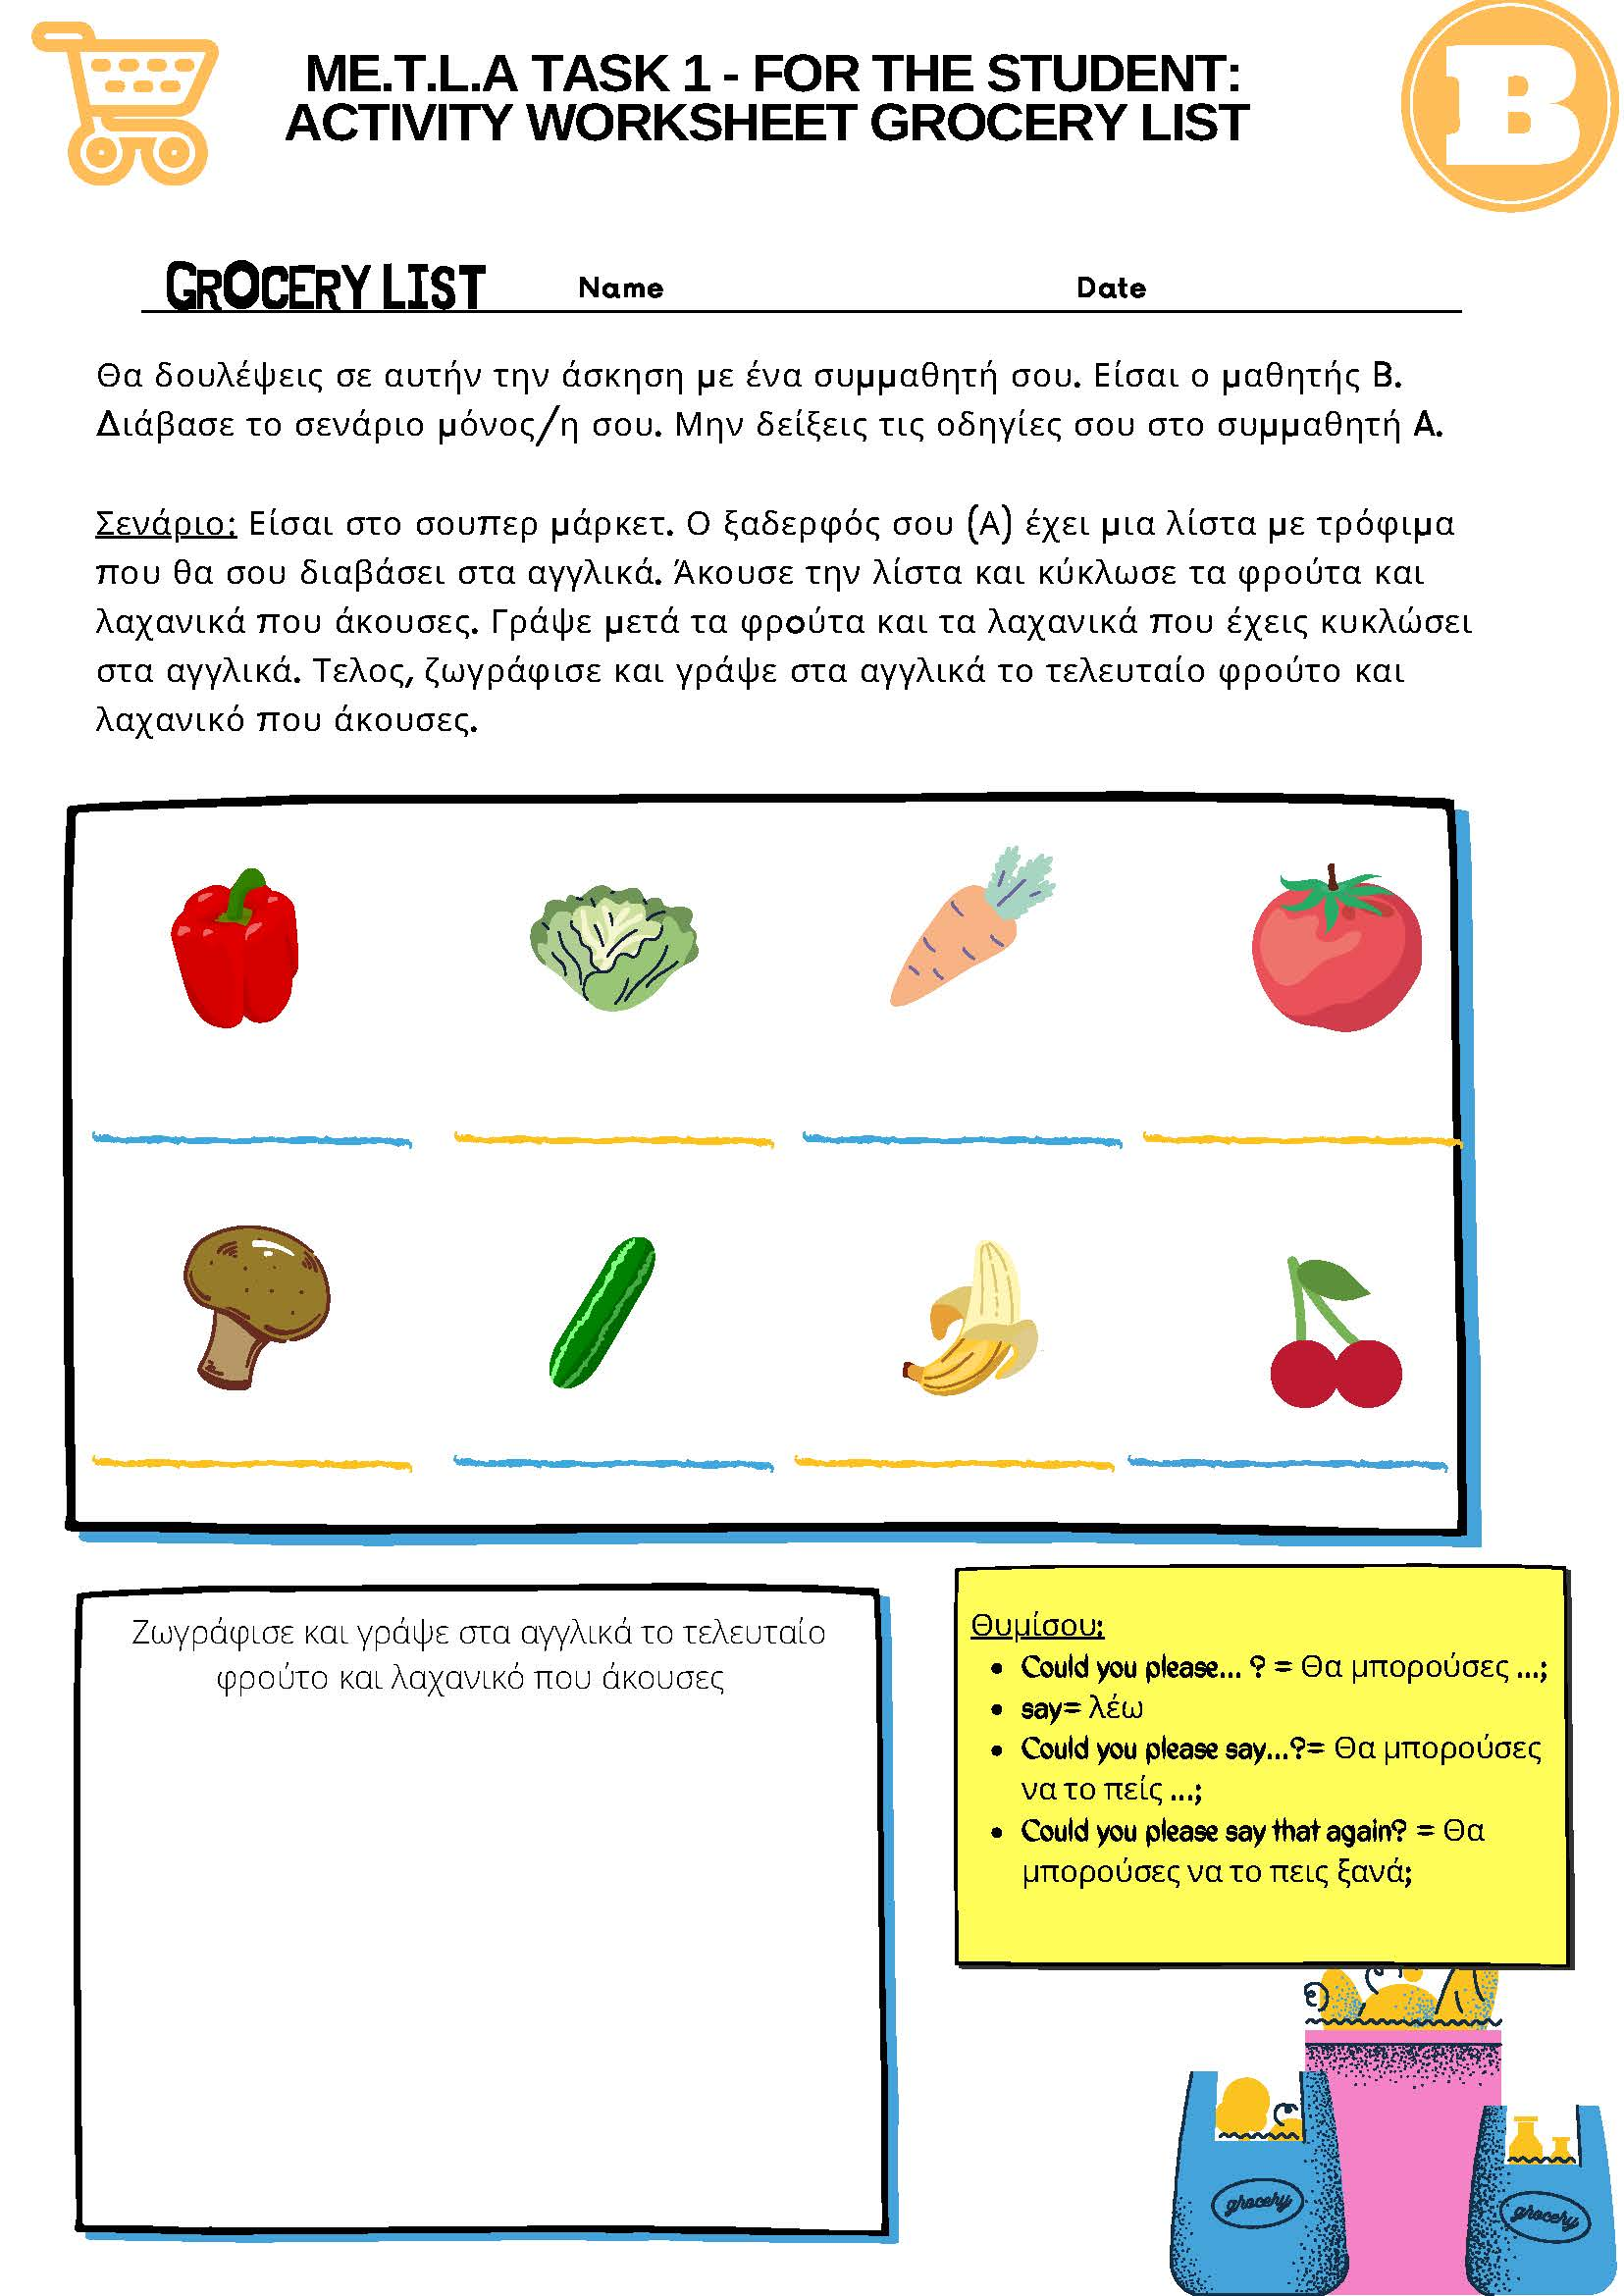 ME.T.L.A TASK 1 - FOR THE STUDENT:
ACTIVITY WORKSHEET GROCERY LIST
B
GROCERY LIST Name Date
Θα δουλέψεις σε αυτήν την άσκηση με ένα συμμαθητή σου. Είσαι ο μαθητής Β.
Διάβασε το σενάριο μόνος/η σου. Μην δείξεις τις οδηγίες σου στο συμμαθητή Α.
Σενάριο: Είσαι στο σουπερ μάρκετ. Ο ξαδερφός σου (Α) έχει μια λίστα με τρόφιμα
που θα σου διαβάσει στα αγγλικά. Άκουσε την λίστα και κύκλωσε τα φρούτα και
λαχανικά που άκουσες. Γράψε μετά τα φρούτα και τα λαχανικά που έχεις κυκλώσει
στα αγγλικά. Τελος, ζωγράφισε και γράψε στα αγγλικά το τελευταίο φρούτο και
λαχανικό που άκουσες.
Ζωγράφισε και γράψε στα αγγλικά το τελευταίο
φρούτο και λαχανικό που άκουσες
Θυμίσου:
• Could you please... ? = Θα μπορούσες ...;
• say= λέω
• Could you please say...?= Θα μπορούσες
να το πείς ...;
• Could you please say that again? = Θα
μπορούσες να το πεις ξανά;
grocery
grocery